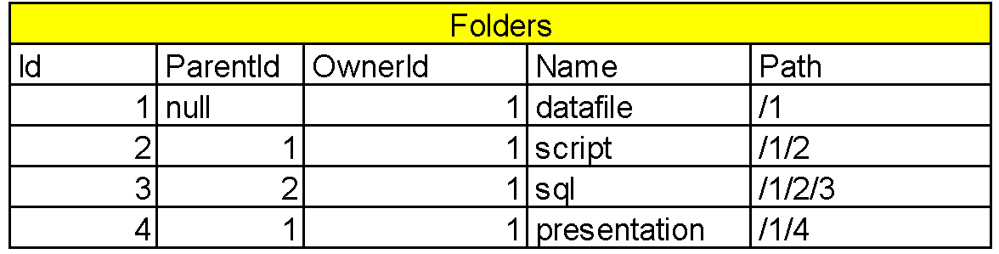 Folders
Id ParentId OwnerId Name Path
1 null 1 datafile /1
2 1 1 script /1/2
3 2 1 sql /1/2/3
4 1 1 presentation /1/4